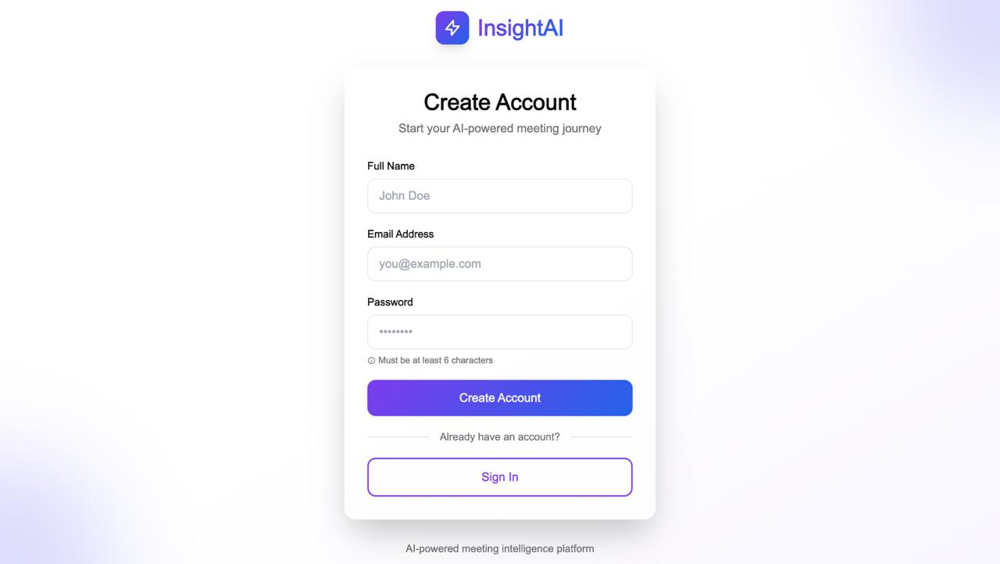 InsightAI
Create Account
Start your AI-powered meeting journey
Full Name
John Doe
Email Address
you@example.com
Password
••••••••
Must be at least 6 characters
Create Account
Already have an account?
Sign In
AI-powered meeting intelligence platform